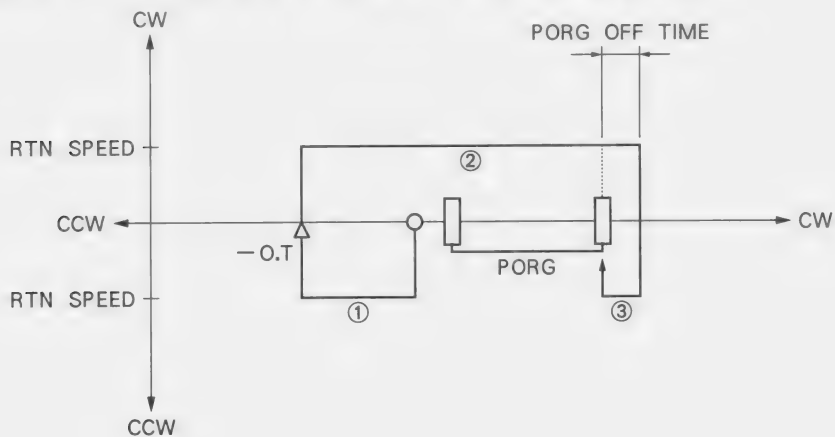 CW
PORG OFF TIME
RTN SPEED
②
CCW
CW
−O.T
PORG
RTN SPEED
①
③
CCW